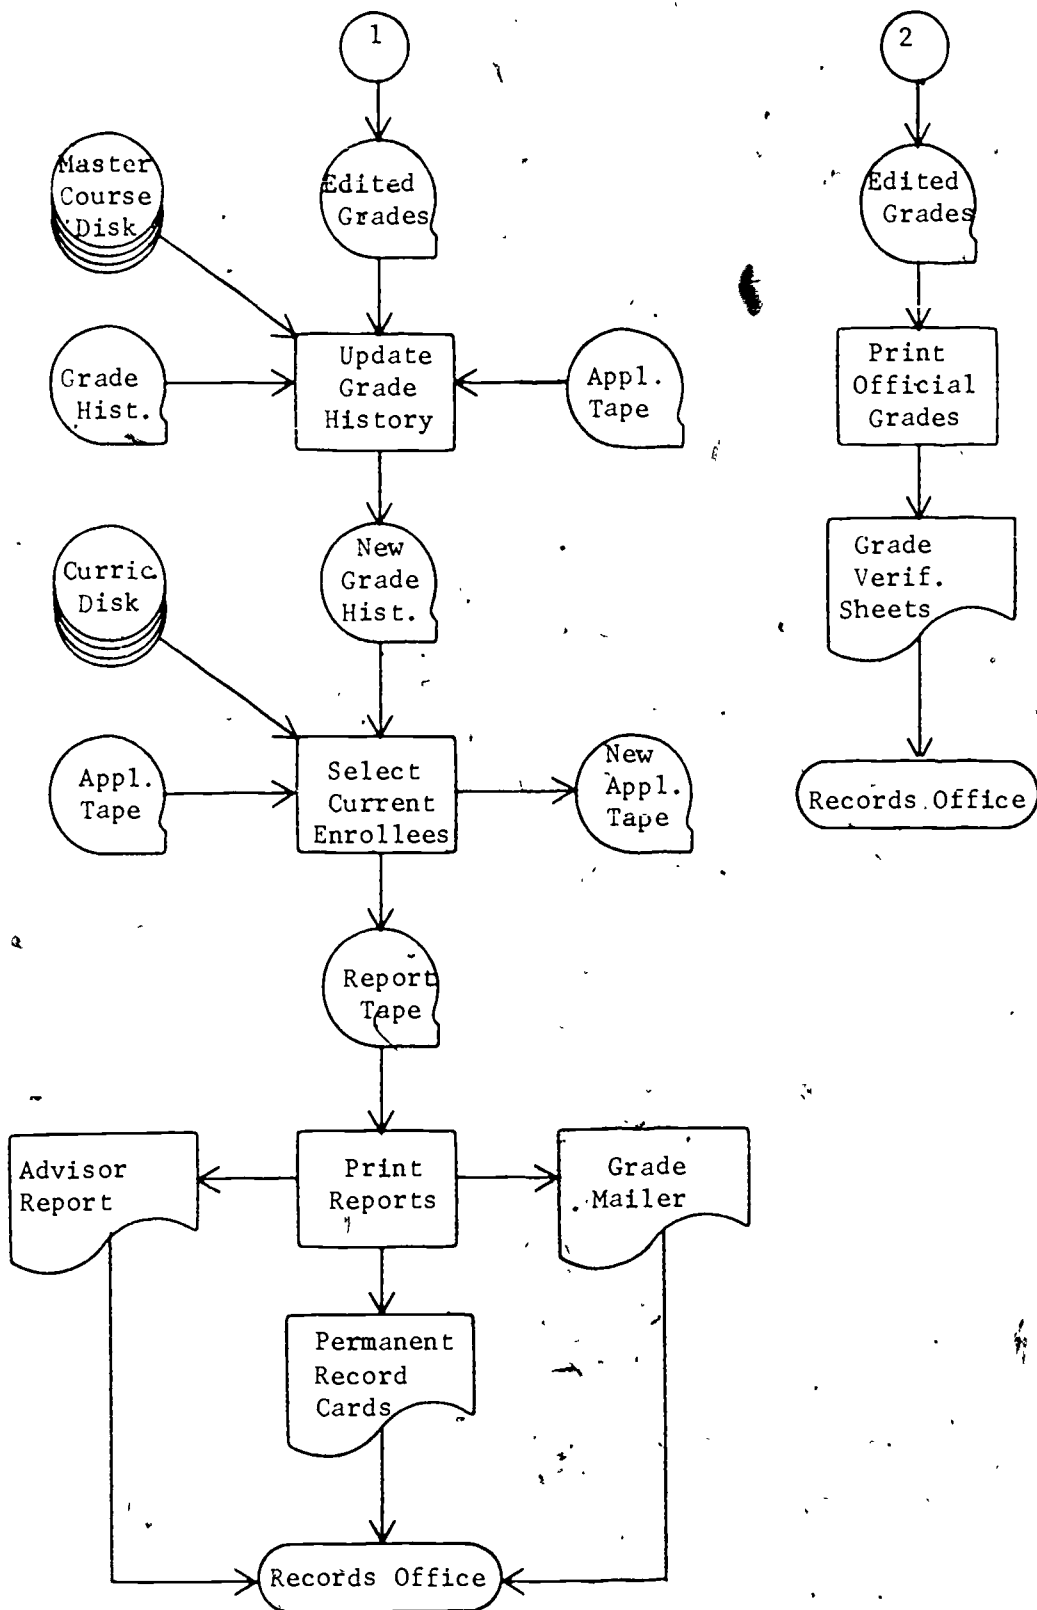 1
2
Master
Course
Disk
Edited
Grades
Edited
Grades
Grade
Hist.
Update
Grade
History
Appl.
Tape
Print
Official
Grades
Curric.
Disk
New
Grade
Hist.
Grade
Verif.
Sheets
Appl.
Tape
Select
Current
Enrollees
New
Appl.
Tape
Records Office
Report
Tape
Advisor
Report
Print
Reports
Grade
Mailer
Permanent
Record
Cards
Records Office